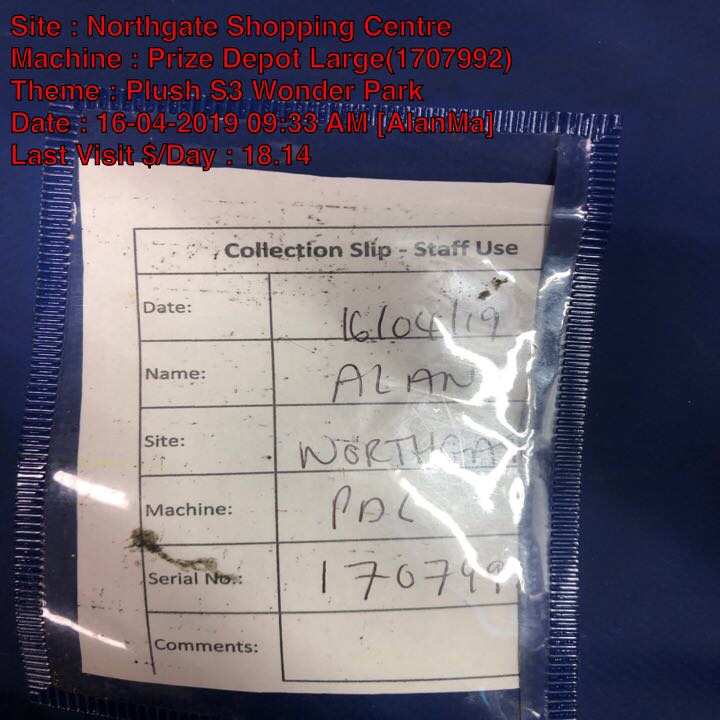 Site : Northgate Shopping Centre
Machine : Prize Depot Large(1707992)
Theme : Plush S3 Wonder Park
Date : 16-04-2019 09:33 AM [AlanMa]
Last Visit $/Day : 18.14
Collection Slip - Staff Use
Date: 16/04/19
Name: ALAN
Site:
Machine: PDL
Serial No.: 170799
Comments: